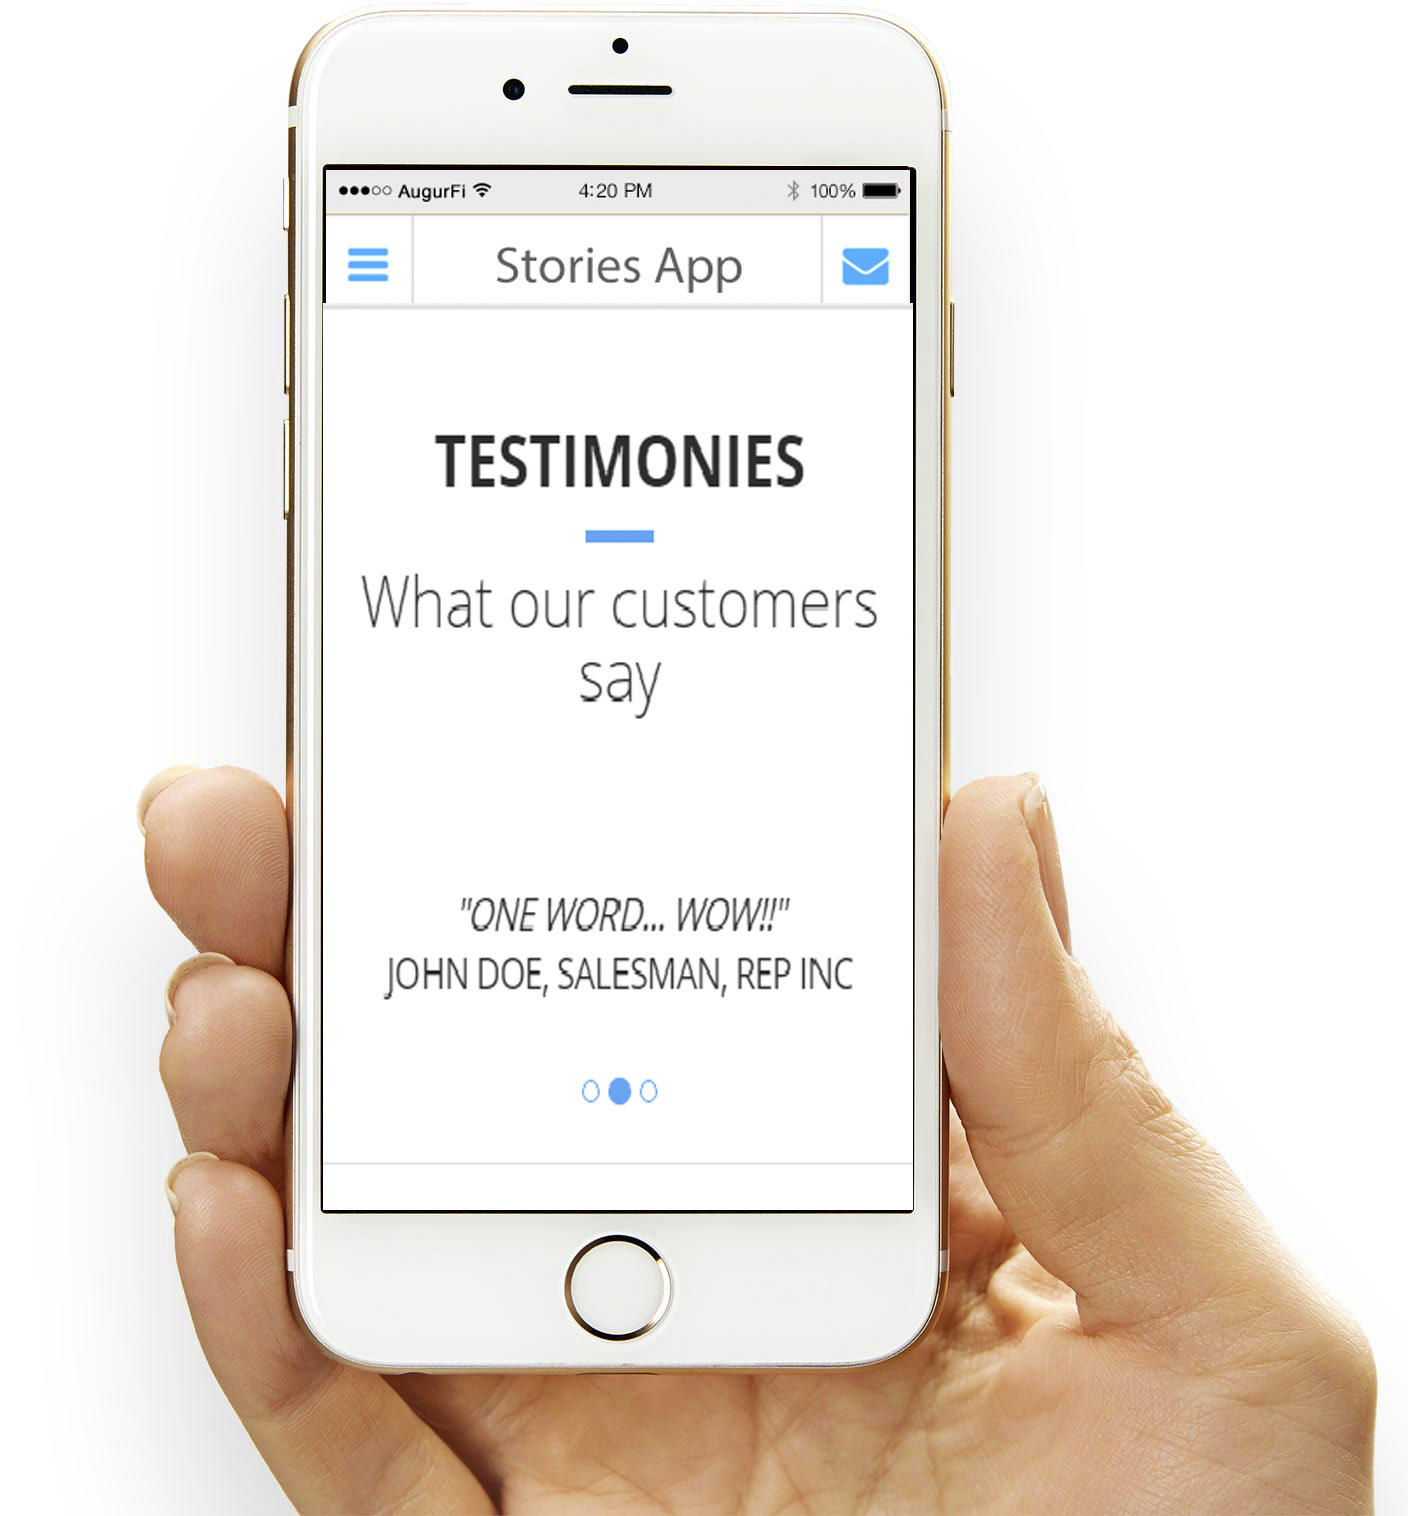 AugurFi 4:20 PM 100%
Stories App
TESTIMONIES
What our customers
say
"ONE WORD... WOW!!"
JOHN DOE, SALESMAN, REP INC